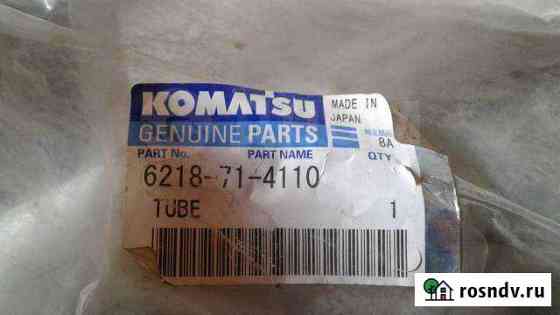 KOMATSU
MADE IN
JAPAN
GENUINE PARTS
8A
PART No. PART NAME QTY
6218-71-4110
TUBE 1
rosndv.ru